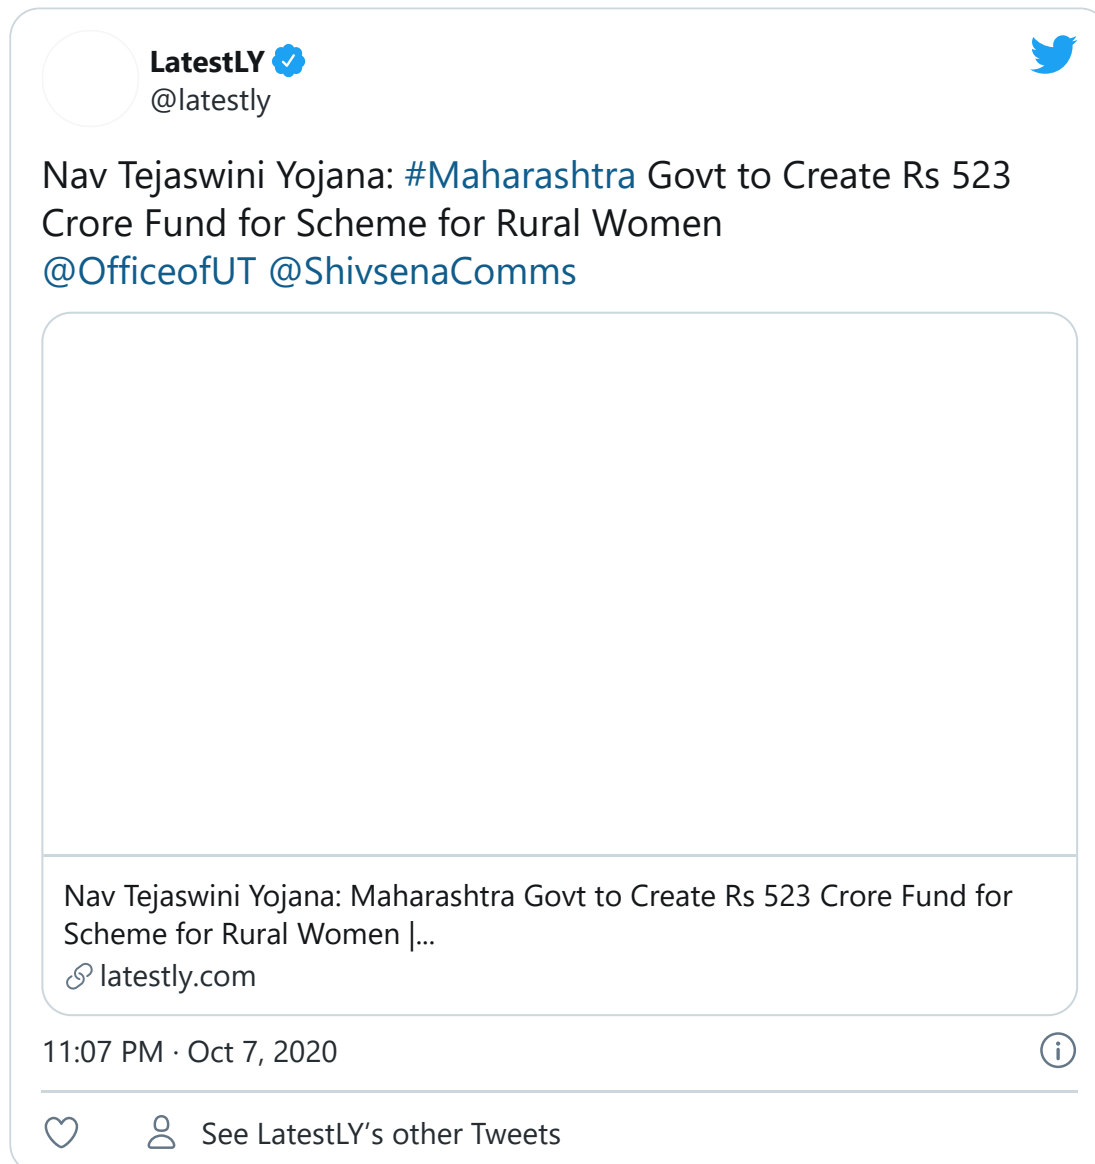 LatestLY
@latestly
Nav Tejaswini Yojana: #Maharashtra Govt to Create Rs 523
Crore Fund for Scheme for Rural Women
@OfficeofUT @ShivsenaComms
Nav Tejaswini Yojana: Maharashtra Govt to Create Rs 523 Crore Fund for
Scheme for Rural Women |...
latestly.com
11:07 PM · Oct 7, 2020
See LatestLY’s other Tweets